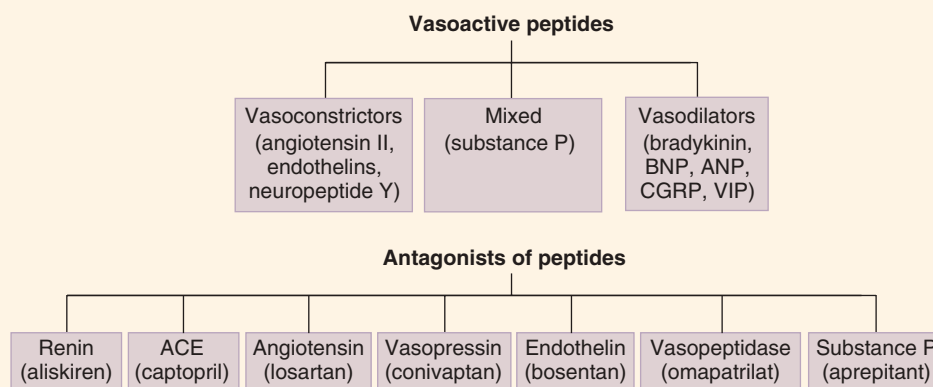 Vasoactive peptides
Vasoconstrictors
(angiotensin II,
endothelins,
neuropeptide Y)
Mixed
(substance P)
Vasodilators
(bradykinin,
BNP, ANP,
CGRP, VIP)
Antagonists of peptides
Renin
(aliskiren)
ACE
(captopril)
Angiotensin
(losartan)
Vasopressin
(conivaptan)
Endothelin
(bosentan)
Vasopeptidase
(omapatrilat)
Substance P
(aprepitant)